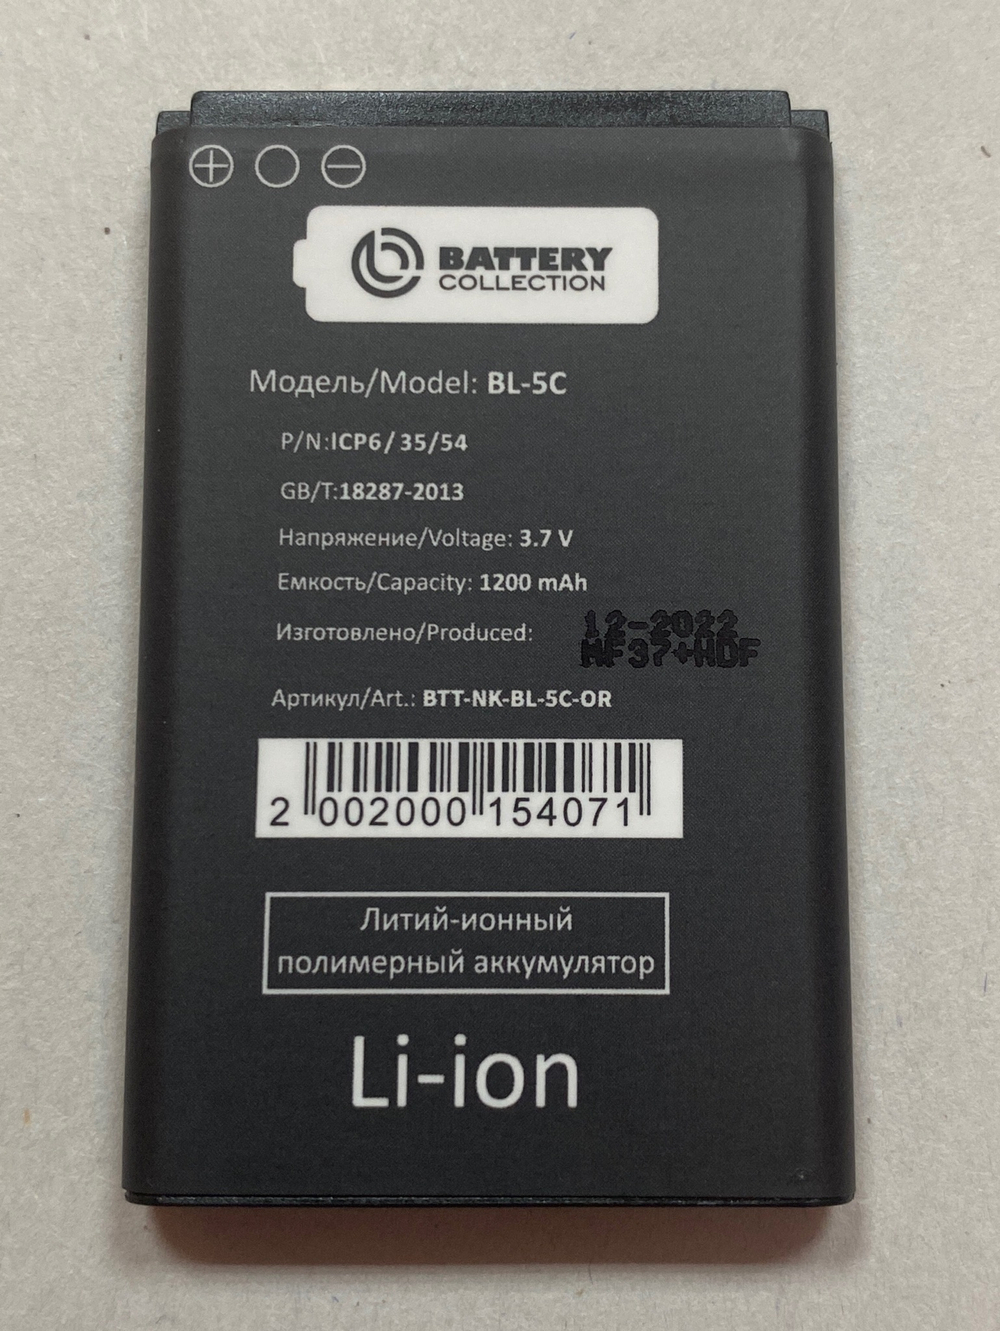 BATTERY
COLLECTION
Модель/Model: BL-5C
P/N:ICP6/35/54
GB/T:18287-2013
Напряжение/Voltage: 3.7 V
Емкость/Capacity: 1200 mAh
Изготовлено/Produced: 12-2022
Артикул/Art.: BTT-NK-BL-5C-OR
2 002000 154071
Литий-ионный
полимерный аккумулятор
Li-ion